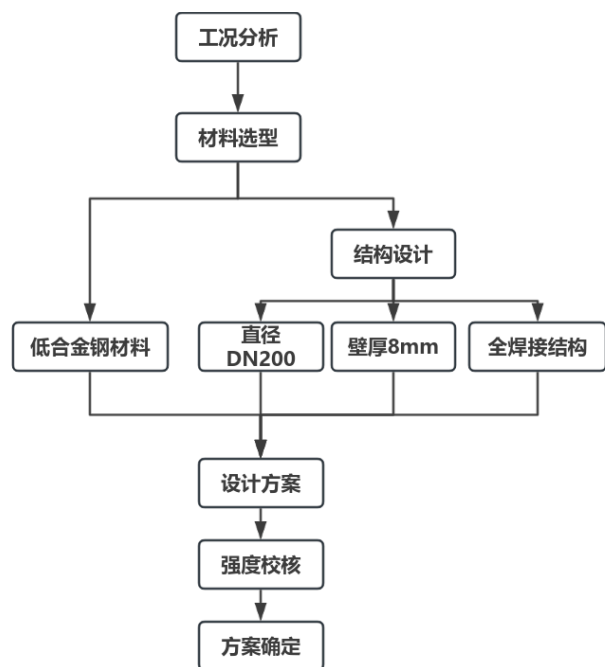 工况分析
材料选型
结构设计
低合金钢材料
直径
DN200
壁厚8mm
全焊接结构
设计方案
强度校核
方案确定